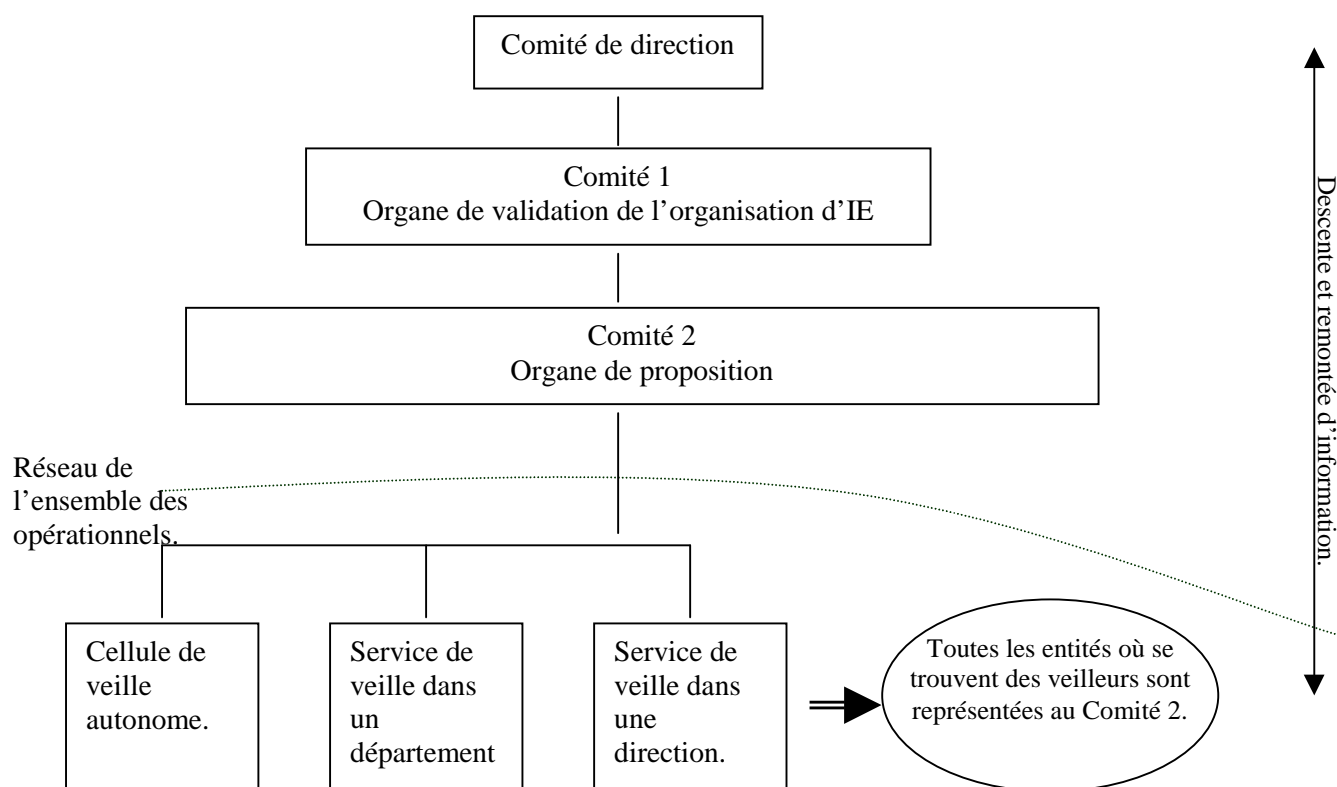 Comité de direction
Comité 1
Organe de validation de l’organisation d’IE
Comité 2
Organe de proposition
Descente et remontée d’information.
Réseau de
l’ensemble des
opérationnels.
Cellule de
veille
autonome.
Service de
veille dans
un
département
Service de
veille dans
une
direction.
Toutes les entités où se
trouvent des veilleurs sont
représentées au Comité 2.